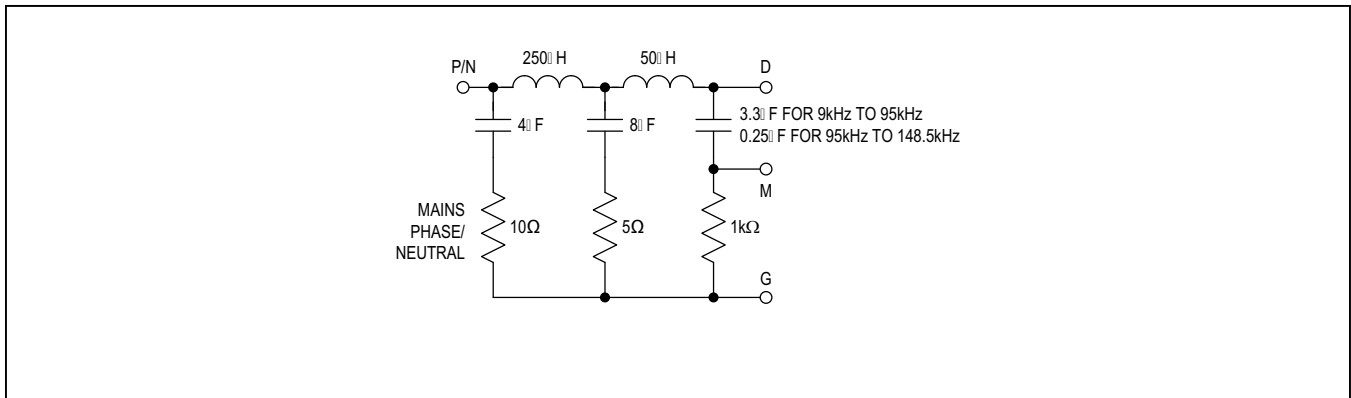 P/N
250▯ H
50▯ H
D
4▯ F
8▯ F
3.3▯ F FOR 9kHz TO 95kHz
0.25▯ F FOR 95kHz TO 148.5kHz
M
MAINS
PHASE/
NEUTRAL
10Ω
5Ω
1kΩ
G